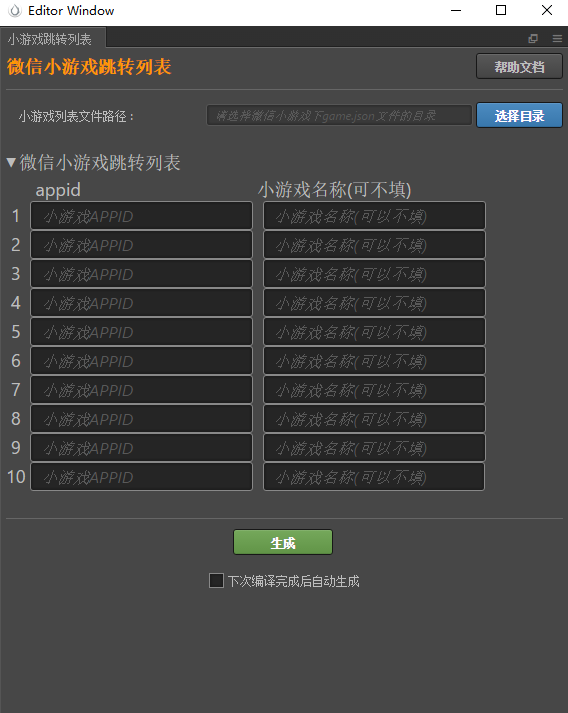 Editor Window
小游戏跳转列表
微信小游戏跳转列表 帮助文档
小游戏列表文件路径： 请选择微信小游戏下game.json文件的目录 选择目录
▼微信小游戏跳转列表
appid 小游戏名称(可不填)
1 小游戏APPID 小游戏名称(可以不填)
2 小游戏APPID 小游戏名称(可以不填)
3 小游戏APPID 小游戏名称(可以不填)
4 小游戏APPID 小游戏名称(可以不填)
5 小游戏APPID 小游戏名称(可以不填)
6 小游戏APPID 小游戏名称(可以不填)
7 小游戏APPID 小游戏名称(可以不填)
8 小游戏APPID 小游戏名称(可以不填)
9 小游戏APPID 小游戏名称(可以不填)
10 小游戏APPID 小游戏名称(可以不填)
生成
下次编译完成后自动生成